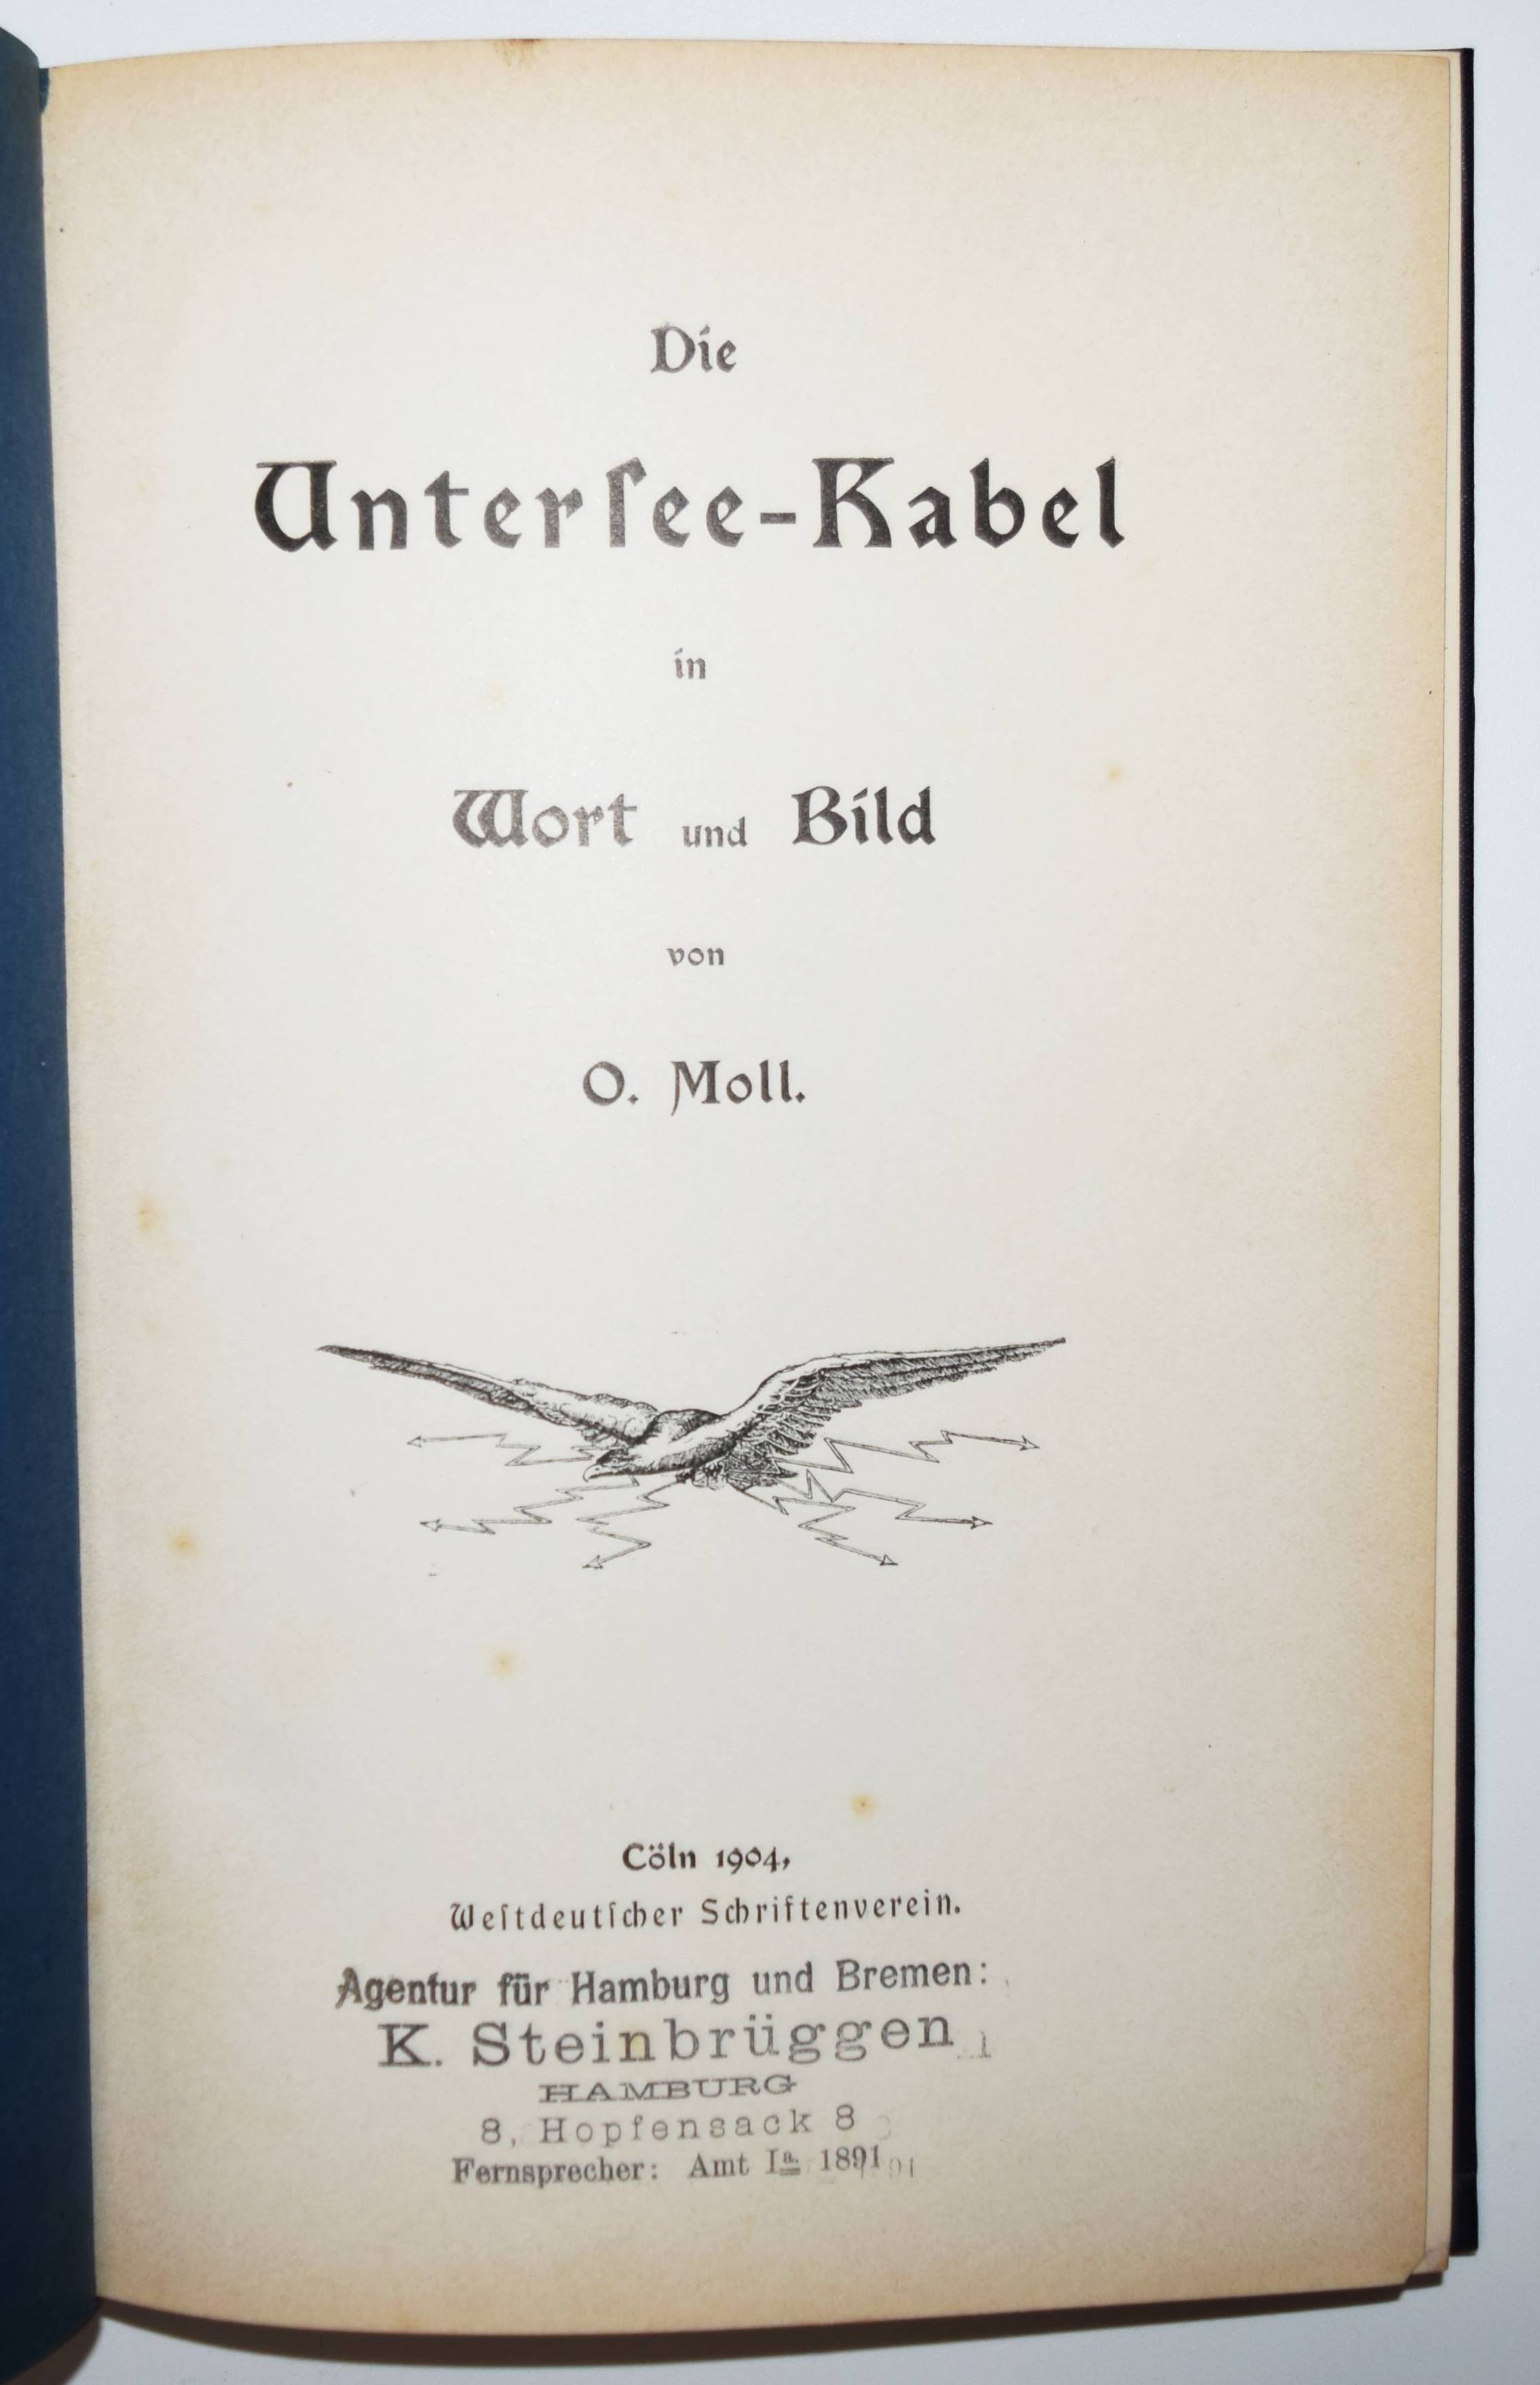 Die
Unterſee-Kabel
in
Wort und Bild
von
O. Moll.
Cöln 1904,
Weſtdeutſcher Schriftenverein.
Agentur für Hamburg und Bremen:
K. Steinbrüggen
HAMBURG
8, Hopfensack 8
Fernsprecher: Amt Ia. 1891